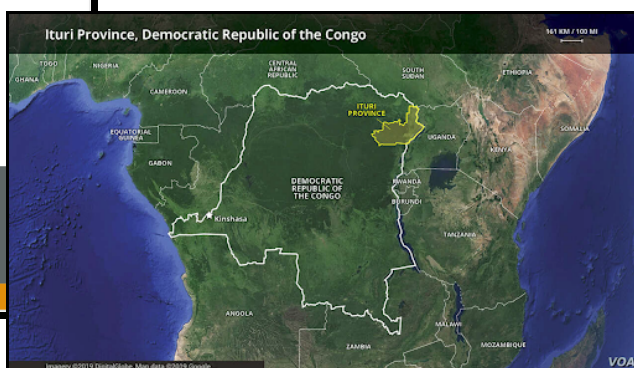 Ituri Province, Democratic Republic of the Congo
161 KM / 100 MI
TOGO
NIGERIA
GHANA
CENTRAL
AFRICAN
REPUBLIC
SOUTH
SUDAN
ETHIOPIA
CAMEROON
ITURI
PROVINCE
SOMALIA
EQUATORIAL
GUINEA
UGANDA
KENYA
GABON
DEMOCRATIC
REPUBLIC OF
THE CONGO
RWANDA
BURUNDI
Kinshasa
TANZANIA
ANGOLA
MALAWI
ZAMBIA
MOZAMBIQUE
Imagery ©2019 DigitalGlobe, Map data ©2019 Google
VOA